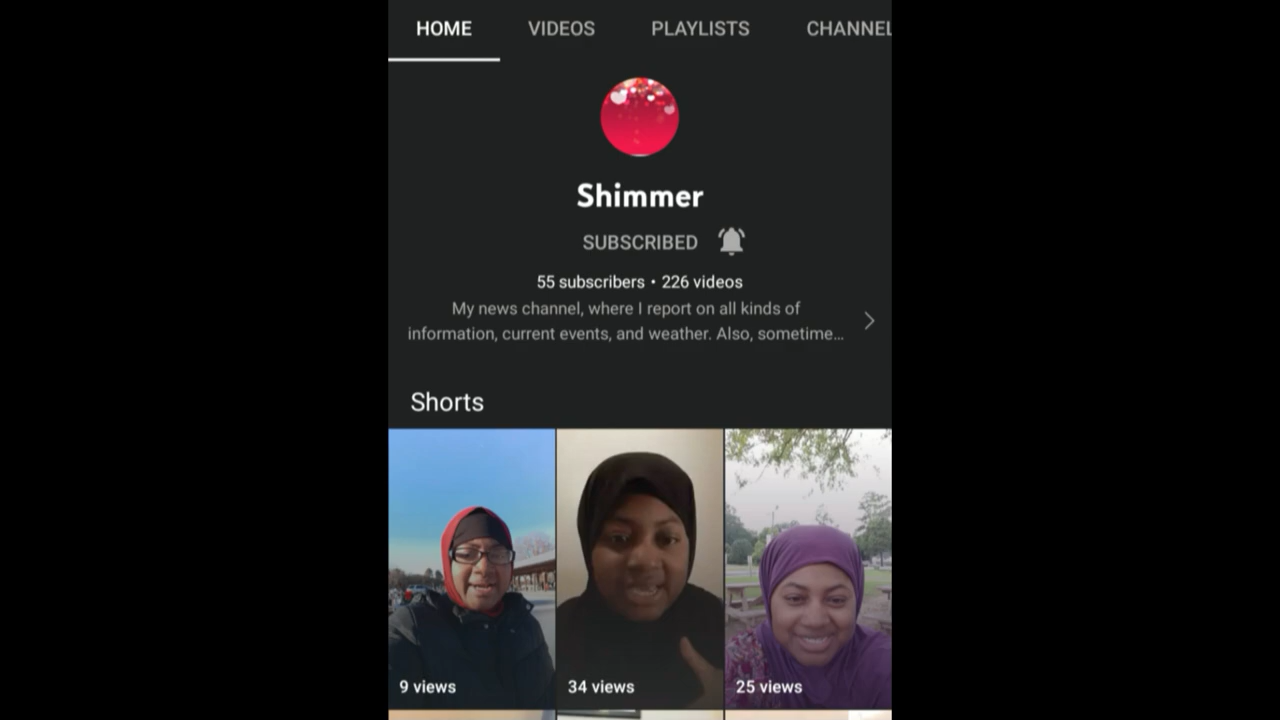 HOME VIDEOS PLAYLISTS CHANNEL
Shimmer
SUBSCRIBED
55 subscribers • 226 videos
My news channel, where I report on all kinds of
information, current events, and weather. Also, sometime...
Shorts
9 views 34 views 25 views